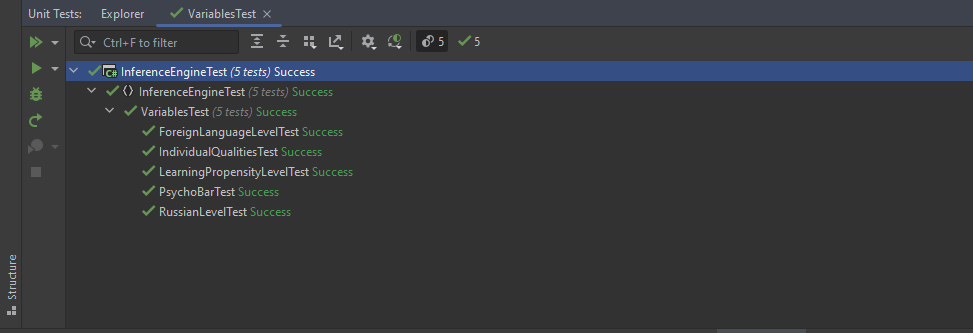 Unit Tests: Explorer VariablesTest
Ctrl+F to filter 5 5
C# InferenceEngineTest (5 tests) Success
InferenceEngineTest (5 tests) Success
VariablesTest (5 tests) Success
ForeignLanguageLevelTest Success
IndividualQualitiesTest Success
LearningPropensityLevelTest Success
PsychoBarTest Success
RussianLevelTest Success
Structure